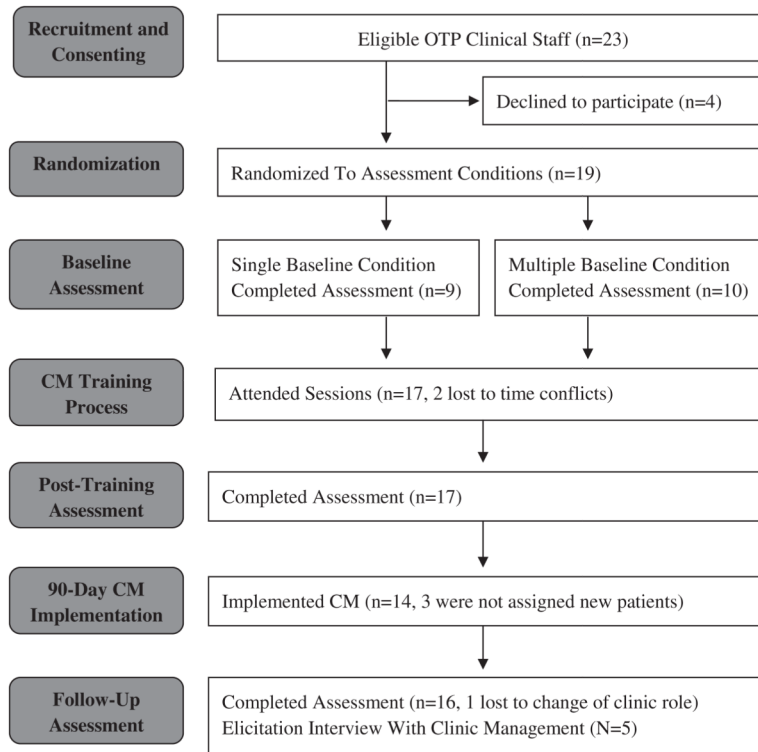 Recruitment and
Consenting
Eligible OTP Clinical Staff (n=23)
Declined to participate (n=4)
Randomization
Randomized To Assessment Conditions (n=19)
Baseline
Assessment
Single Baseline Condition
Completed Assessment (n=9)
Multiple Baseline Condition
Completed Assessment (n=10)
CM Training
Process
Attended Sessions (n=17, 2 lost to time conflicts)
Post-Training
Assessment
Completed Assessment (n=17)
90-Day CM
Implementation
Implemented CM (n=14, 3 were not assigned new patients)
Follow-Up
Assessment
Completed Assessment (n=16, 1 lost to change of clinic role)
Elicitation Interview With Clinic Management (N=5)